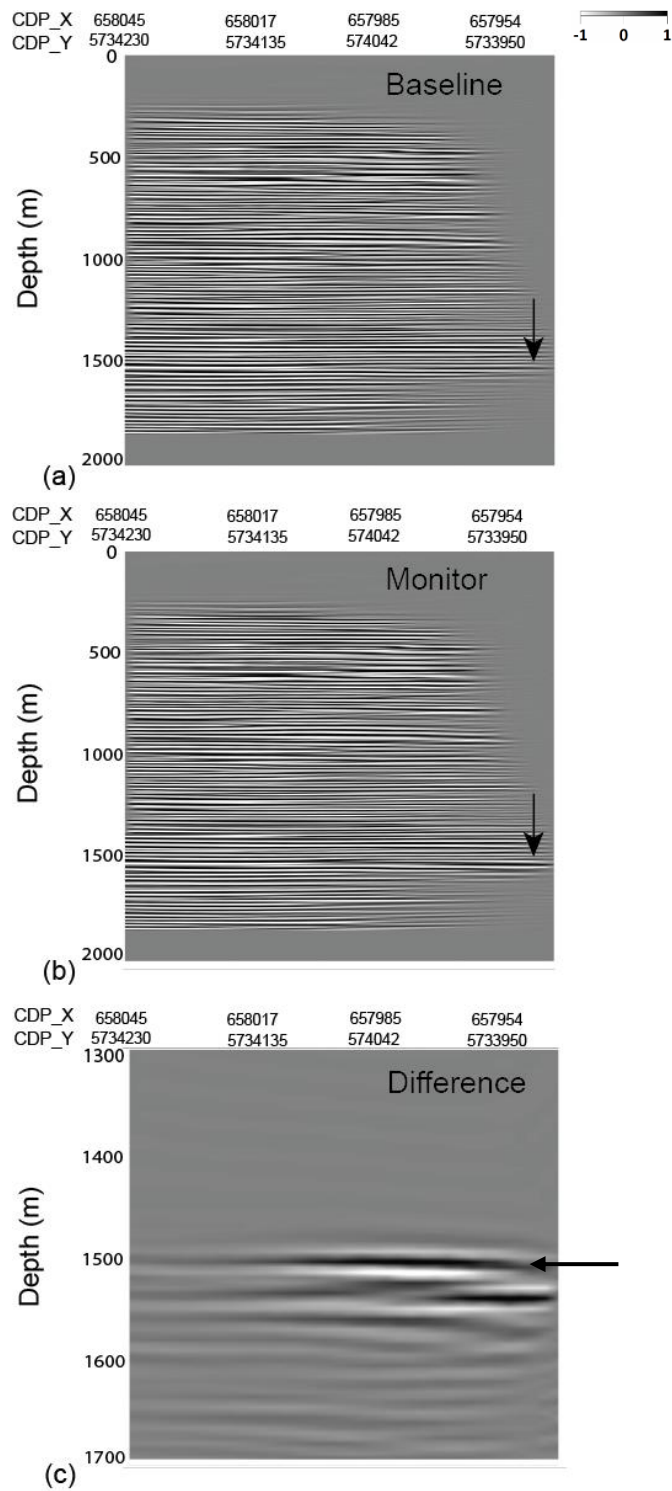 CDP_X 658045 658017 657985 657954
CDP_Y 5734230 5734135 574042 5733950
-1 0 1
0
Baseline
500
Depth (m)
1000
1500
2000
(a)
CDP_X 658045 658017 657985 657954
CDP_Y 5734230 5734135 574042 5733950
0
Monitor
500
Depth (m)
1000
1500
2000
(b)
CDP_X 658045 658017 657985 657954
CDP_Y 5734230 5734135 574042 5733950
1300
Difference
1400
Depth (m)
1500
1600
1700
(c)